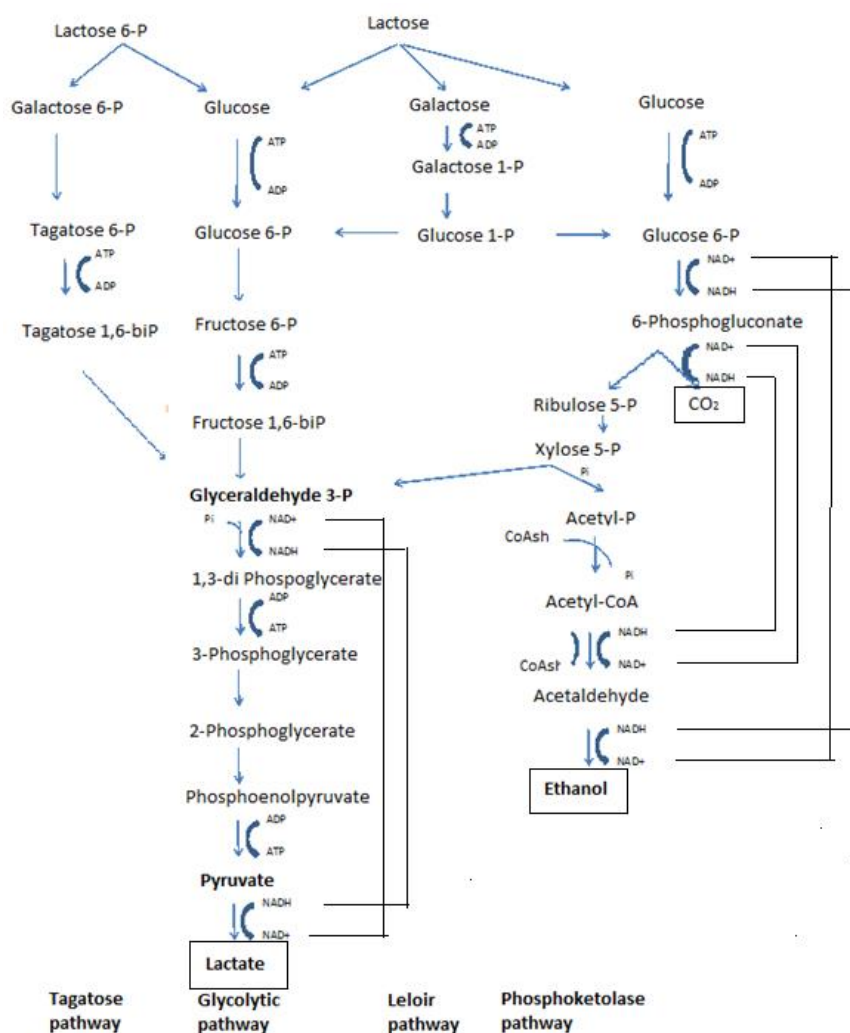 Lactose 6-P
Lactose
Galactose 6-P
Glucose
Galactose
Glucose
ATP
ADP
ATP
ADP
ATP
ADP
Galactose 1-P
Tagatose 6-P
Glucose 6-P
Glucose 1-P
Glucose 6-P
ATP
ADP
NAD+
NADH
Tagatose 1,6-biP
Fructose 6-P
6-Phosphogluconate
ATP
ADP
NAD+
NADH
Fructose 1,6-biP
Ribulose 5-P
CO2
Xylose 5-P
Pi
Glyceraldehyde 3-P
Pi
NAD+
NADH
Acetyl-P
CoAsh
Pi
1,3-di Phospoglycerate
Acetyl-CoA
ADP
ATP
NADH
CoAsh
NAD+
3-Phosphoglycerate
Acetaldehyde
2-Phosphoglycerate
NADH
NAD+
Ethanol
Phosphoenolpyruvate
ADP
ATP
Pyruvate
NADH
NAD+
Lactate
Tagatose
pathway
Glycolytic
pathway
Leloir
pathway
Phosphoketolase
pathway